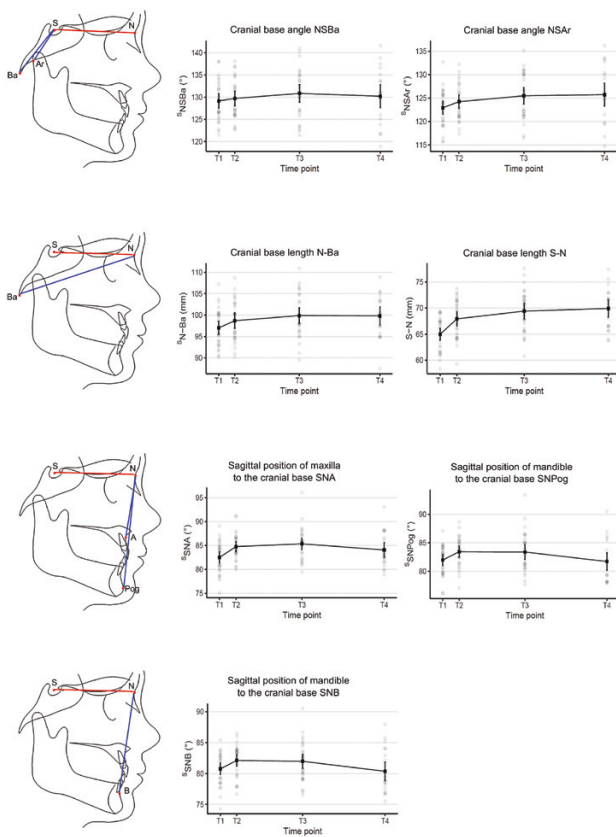 S
N
Ba
Ar
Cranial base angle NSBa
sNSBa (°)
140
135
130
125
120
T1 T2 T3 T4
Time point
Cranial base angle NSAr
sNSAr (°)
135
130
125
120
115
T1 T2 T3 T4
Time point
S
N
Ba
Cranial base length N-Ba
sN−Ba (mm)
110
105
100
95
90
T1 T2 T3 T4
Time point
Cranial base length S-N
S−N (mm)
75
70
65
60
T1 T2 T3 T4
Time point
S
N
A
Pog
Sagittal position of maxilla
to the cranial base SNA
sSNA (°)
95
90
85
80
75
T1 T2 T3 T4
Time point
Sagittal position of mandible
to the cranial base SNPog
sSNPog (°)
90
85
80
T1 T2 T3 T4
Time point
S
N
B
Sagittal position of mandible
to the cranial base SNB
sSNB (°)
90
85
80
75
T1 T2 T3 T4
Time point